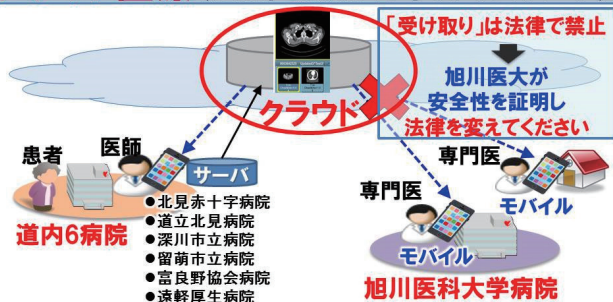 「受け取り」は法律で禁止
旭川医大が
安全性を証明し
法律を変えてください
クラウド
患者
医師
サーバ
道内6病院
●北見赤十字病院
●道立北見病院
●深川市立病院
●留萌市立病院
●富良野協会病院
●遠軽厚生病院
専門医
モバイル
専門医
モバイル
旭川医科大学病院